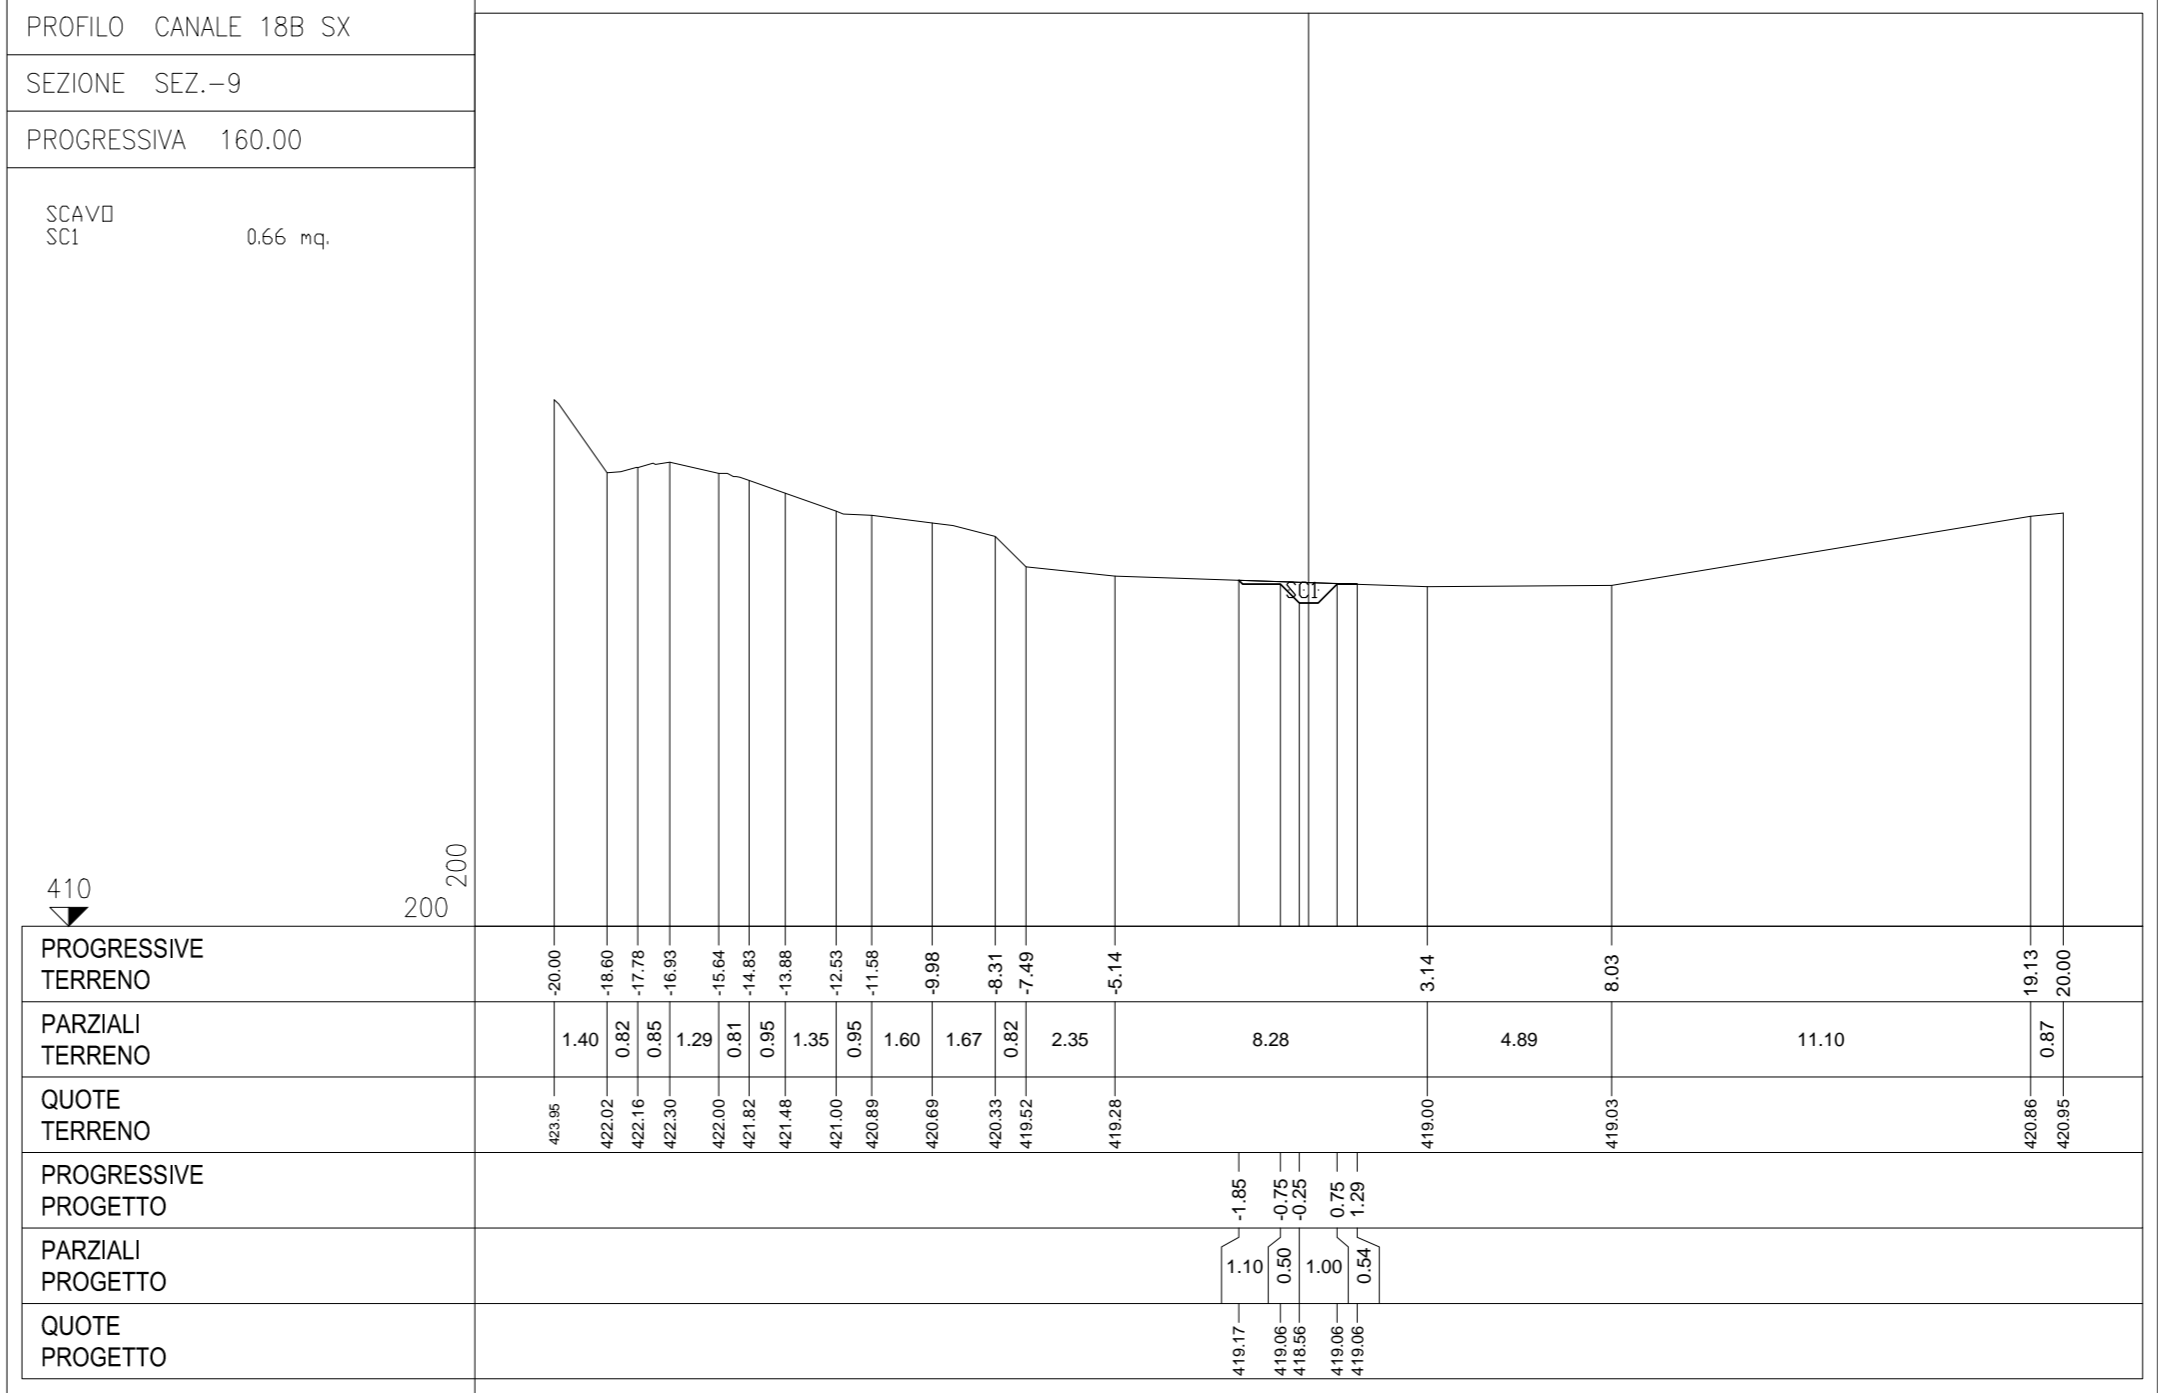 PROFILO CANALE 18B SX
SEZIONE SEZ.-9
PROGRESSIVA 160.00
SCAVO
SC1 0.66 mq.
SC1
410
200
200
PROGRESSIVE
TERRENO
-20.00 -18.60 -17.78 -16.93 -15.64 -14.83 -13.88 -12.53 -11.58 -9.98 -8.31 -7.49 -5.14 3.14 8.03 19.13 20.00
PARZIALI
TERRENO
1.40 0.82 0.85 1.29 0.81 0.95 1.35 0.95 1.60 1.67 0.82 2.35 8.28 4.89 11.10 0.87
QUOTE
TERRENO
423.95 422.02 422.16 422.30 422.00 421.82 421.48 421.00 420.89 420.69 420.33 419.52 419.28 419.00 419.03 420.86 420.95
PROGRESSIVE
PROGETTO
-1.85 -0.75 -0.25 0.75 1.29
PARZIALI
PROGETTO
1.10 0.50 1.00 0.54
QUOTE
PROGETTO
419.17 419.06 418.56 419.06 419.06